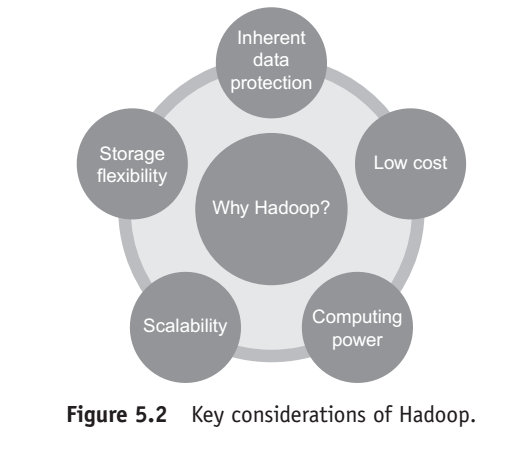 Inherent
data
protection
Storage
flexibility
Low cost
Why Hadoop?
Scalability
Computing
power
Figure 5.2 Key considerations of Hadoop.